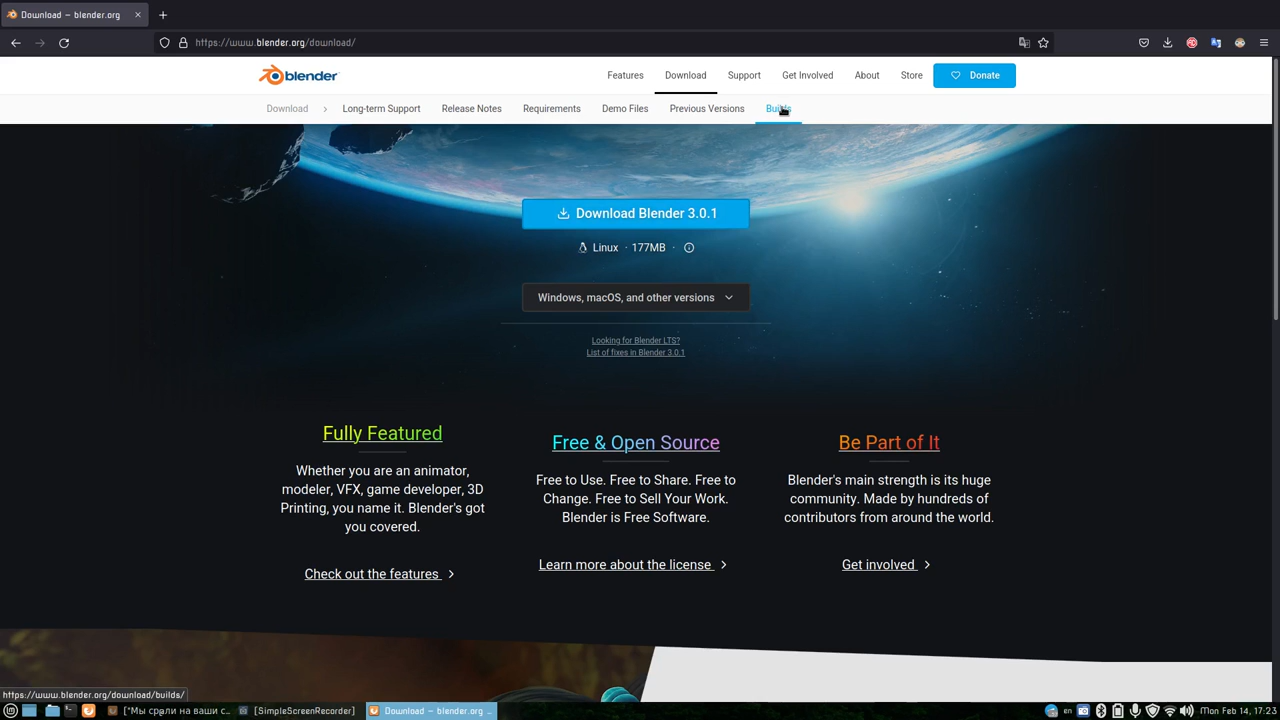 Download — blender.org
https://www.blender.org/download/
blender
Features
Download
Support
Get Involved
About
Store
Donate
Download
Long-term Support
Release Notes
Requirements
Demo Files
Previous Versions
Builds
Download Blender 3.0.1
Linux · 177MB ·
Windows, macOS, and other versions
Looking for Blender LTS?
List of fixes in Blender 3.0.1
Fully Featured
Whether you are an animator,
modeler, VFX, game developer, 3D
Printing, you name it. Blender's got
you covered.
Check out the features
Free & Open Source
Free to Use. Free to Share. Free to
Change. Free to Sell Your Work.
Blender is Free Software.
Learn more about the license
Be Part of It
Blender's main strength is its huge
community. Made by hundreds of
contributors from around the world.
Get involved
https://www.blender.org/download/builds/
["Мы срали на ваши с...
[SimpleScreenRecorder]
Download — blender.org ...
en
Mon Feb 14, 17:23